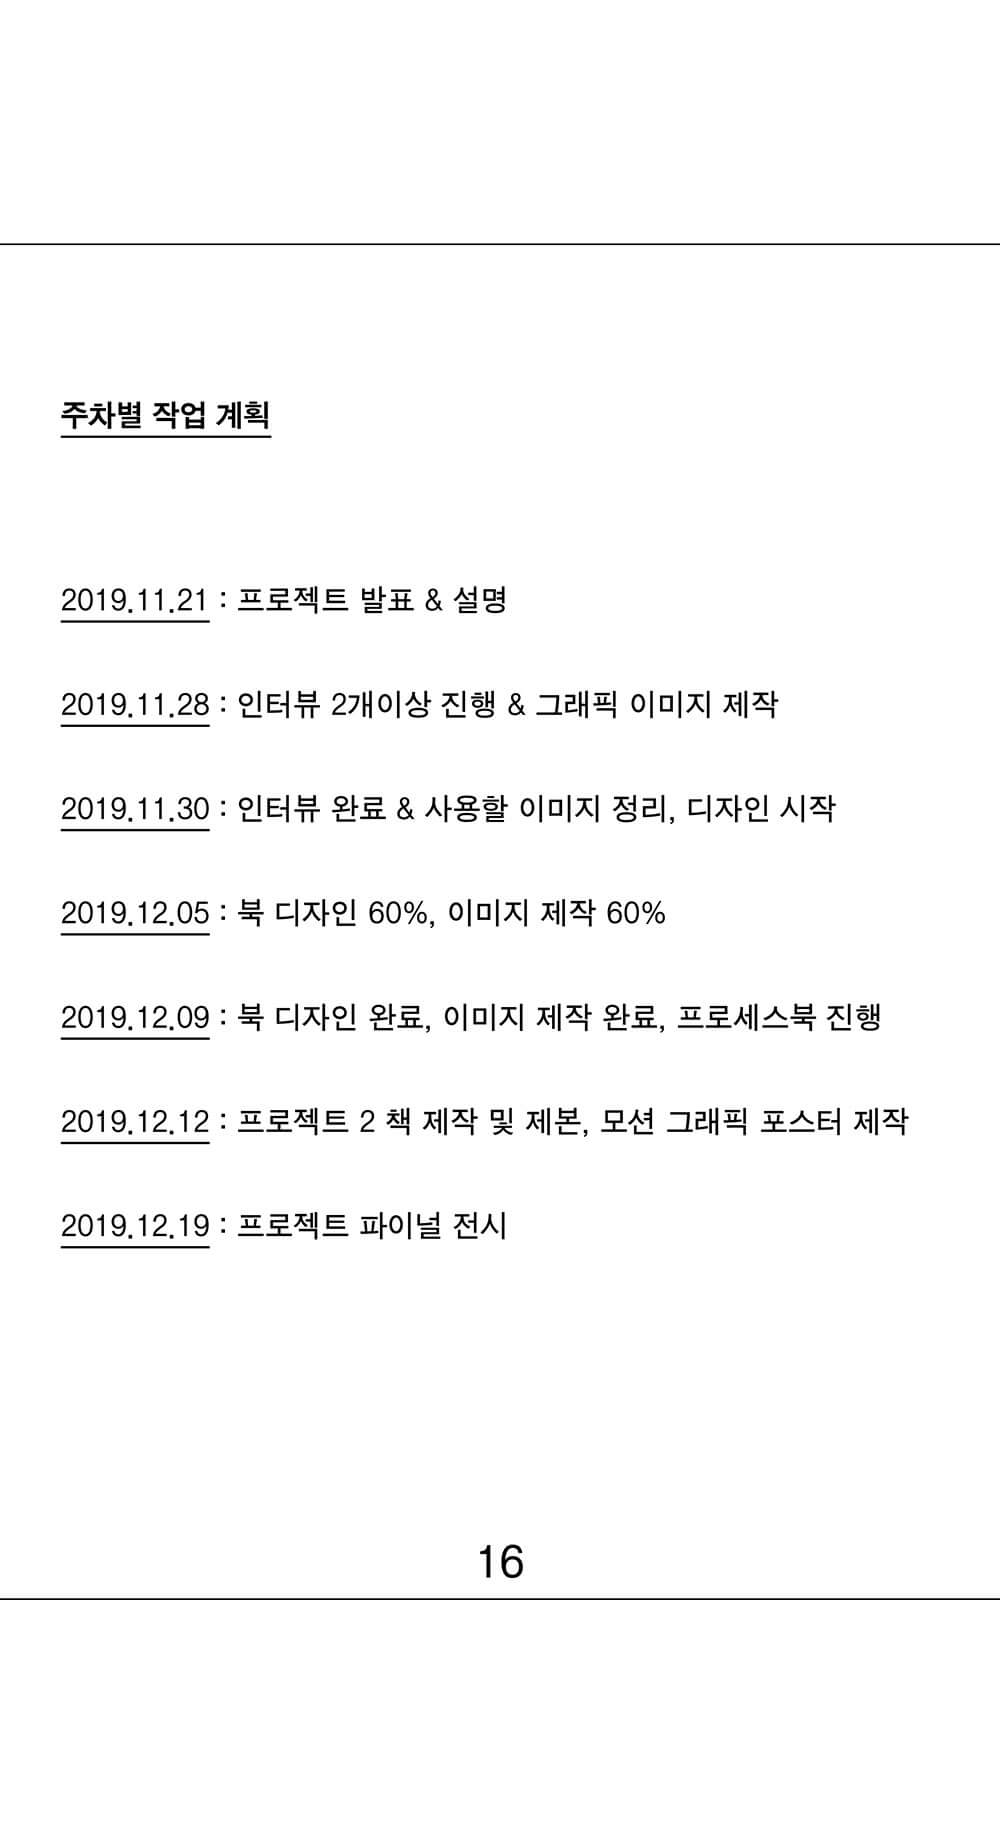 주차별 작업 계획
2019.11.21 : 프로젝트 발표 & 설명
2019.11.28 : 인터뷰 2개이상 진행 & 그래픽 이미지 제작
2019.11.30 : 인터뷰 완료 & 사용할 이미지 정리, 디자인 시작
2019.12.05 : 북 디자인 60%, 이미지 제작 60%
2019.12.09 : 북 디자인 완료, 이미지 제작 완료, 프로세스북 진행
2019.12.12 : 프로젝트 2 책 제작 및 제본, 모션 그래픽 포스터 제작
2019.12.19 : 프로젝트 파이널 전시
16